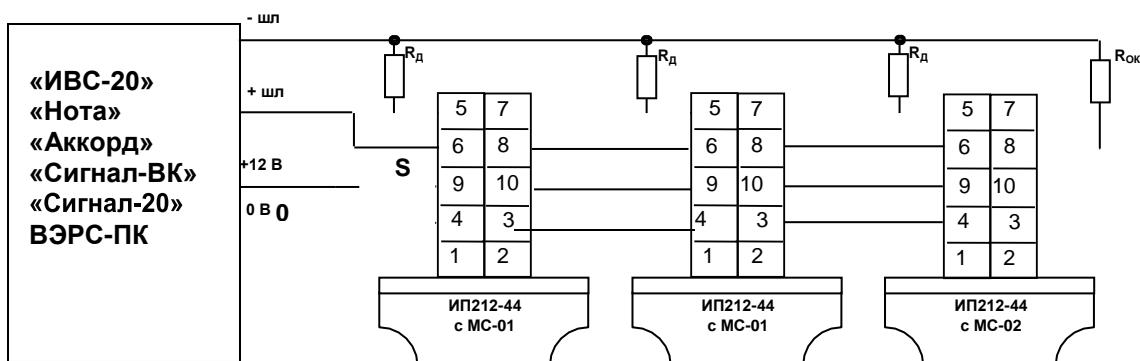 - шл
«ИВС-20»
«Нота»
«Аккорд»
«Сигнал-ВК»
«Сигнал-20»
ВЭРС-ПК
+ шл
+12 В
0 В 0
S
RД
RД
RД
RОК
5 7
6 8
9 10
4 3
1 2
5 7
6 8
9 10
4 3
1 2
5 7
6 8
9 10
4 3
1 2
ИП212-44
с МС-01
ИП212-44
с МС-01
ИП212-44
с МС-02